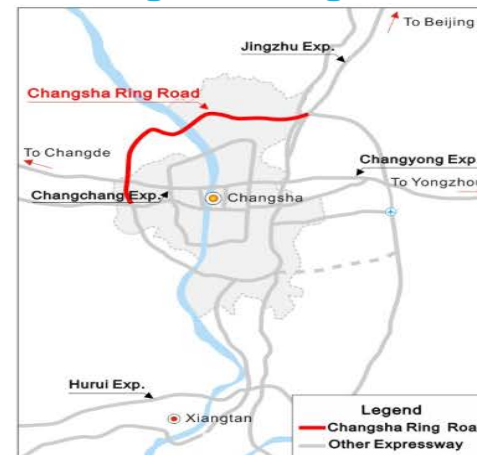 To Beijing
Jingzhu Exp.
Changsha Ring Road
To Changde
Changyong Exp
Changchang Exp.
To Yongzho
Changsha
Hurui Exp.
Xiangtan
Legend
Changsha Ring Roa
Other Expressway